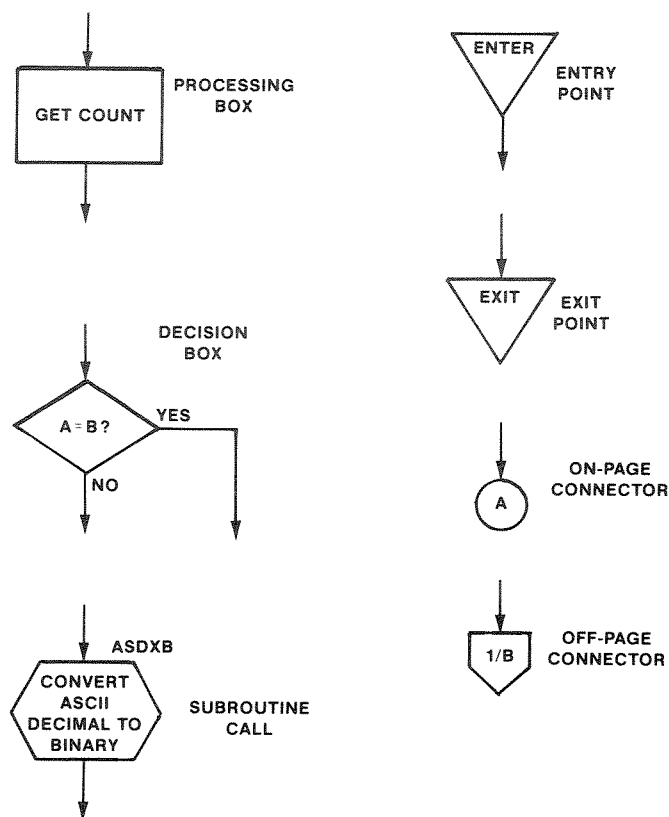 GET COUNT
PROCESSING
BOX
DECISION
BOX
A=B?
YES
NO
ASDXB
CONVERT
ASCII
DECIMAL TO
BINARY
SUBROUTINE
CALL
ENTER
ENTRY
POINT
EXIT
EXIT
POINT
A
ON-PAGE
CONNECTOR
1/B
OFF-PAGE
CONNECTOR